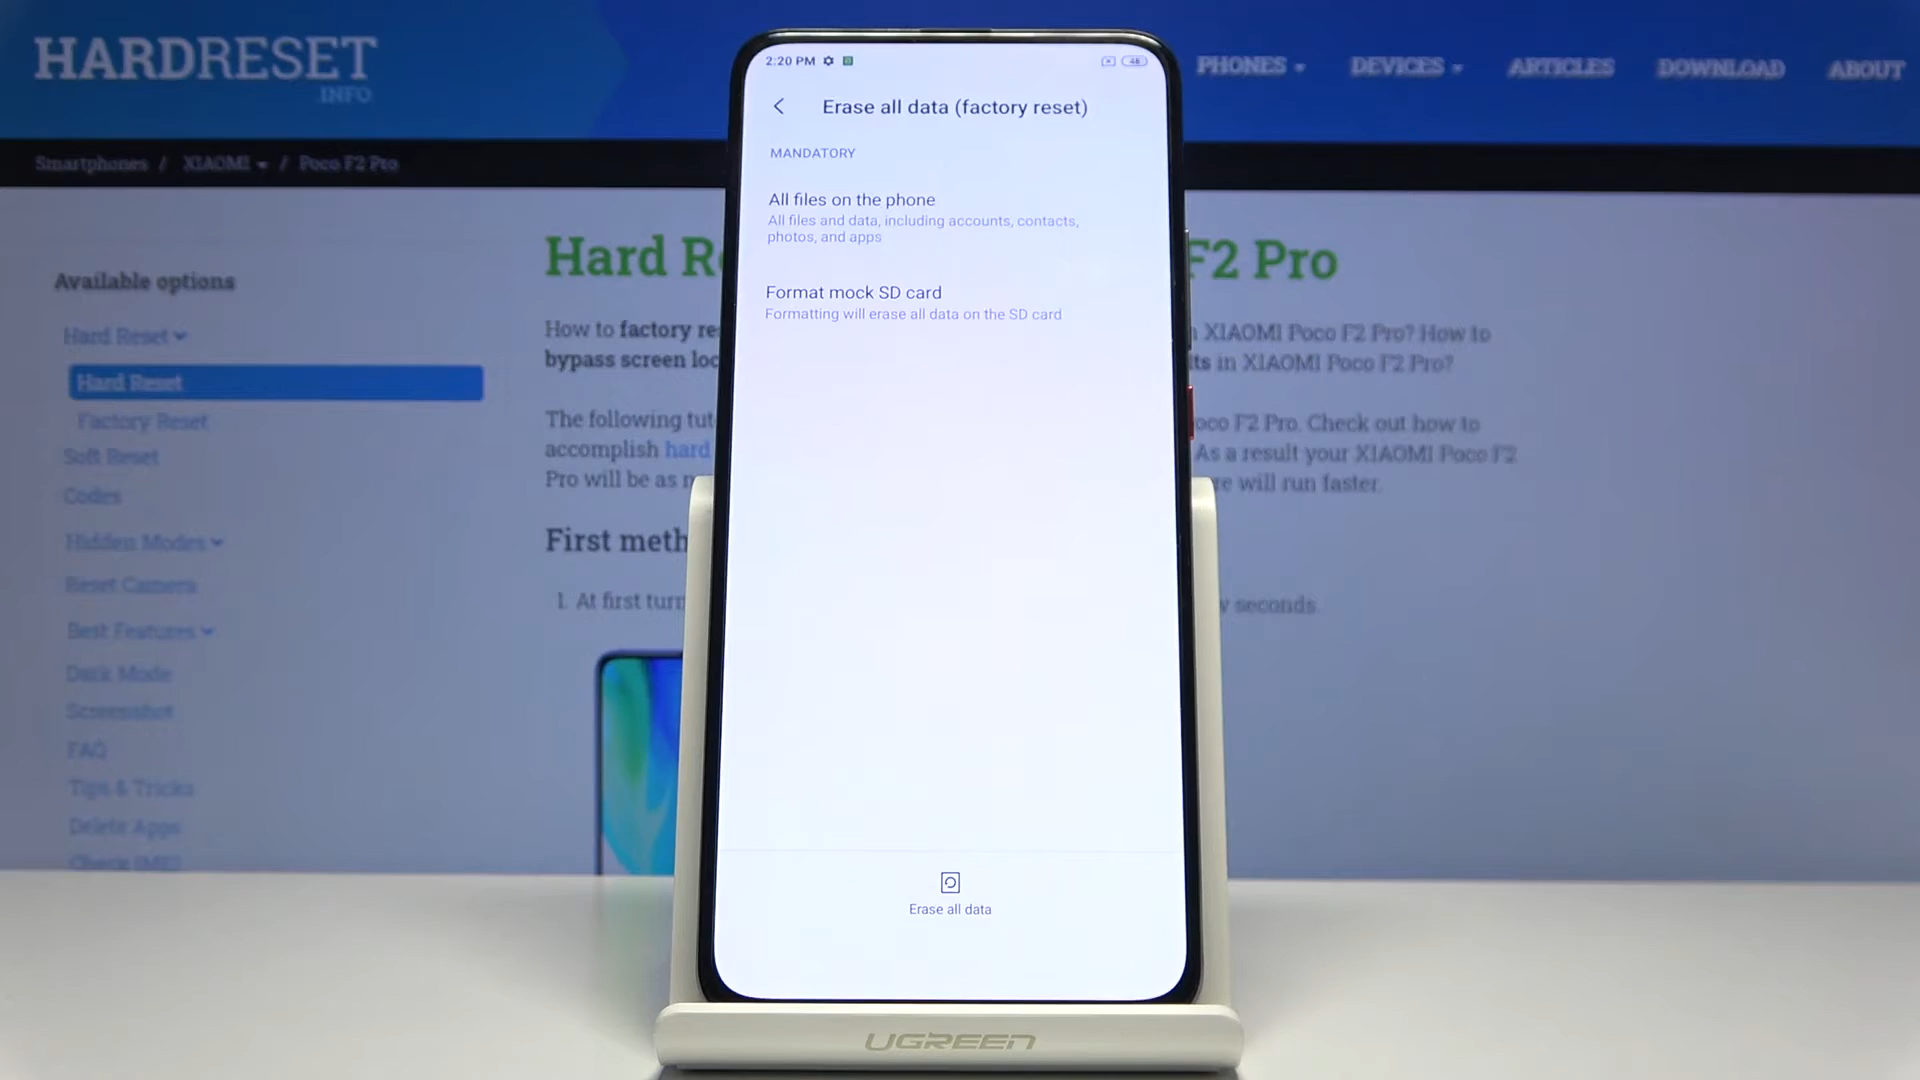 HARDRESET
.INFO
PHONES
DEVICES
ARTICLES
DOWNLOAD
ABOUT
Smartphones / XIAOMI / Poco F2 Pro
Available options
Hard Reset
Hard Reset
Factory Reset
Soft Reset
Codes
Hidden Modes
Reset Camera
Best Features
Dark Mode
Screenshot
FAQ
Tips & Tricks
Delete Apps
Check IMEI
Hard R
F2 Pro
How to factory re
n XIAOMI Poco F2 Pro? How to
bypass screen loc
lts in XIAOMI Poco F2 Pro?
The following tut
oco F2 Pro. Check out how to
accomplish hard
As a result your XIAOMI Poco F2
Pro will be as n
re will run faster.
First meth
1. At first turn
w seconds.
2:20 PM
48
Erase all data (factory reset)
MANDATORY
All files on the phone
All files and data, including accounts, contacts,
photos, and apps
Format mock SD card
Formatting will erase all data on the SD card
Erase all data
UGREEN